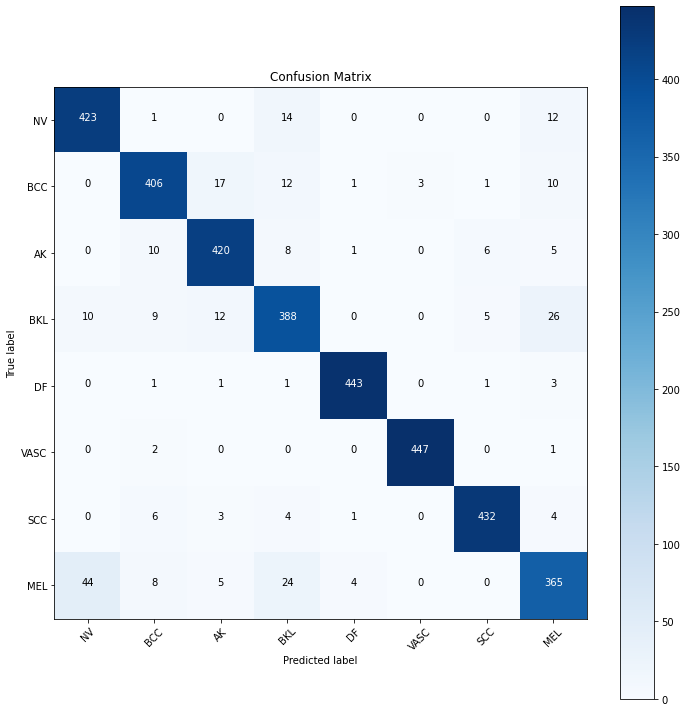 Confusion Matrix
NV 423 1 0 14 0 0 0 12
BCC 0 406 17 12 1 3 1 10
AK 0 10 420 8 1 0 6 5
BKL 10 9 12 388 0 0 5 26
DF 0 1 1 1 443 0 1 3
VASC 0 2 0 0 0 447 0 1
SCC 0 6 3 4 1 0 432 4
MEL 44 8 5 24 4 0 0 365
NV BCC AK BKL DF VASC SCC MEL
Predicted label
True label
400
350
300
250
200
150
100
50
0